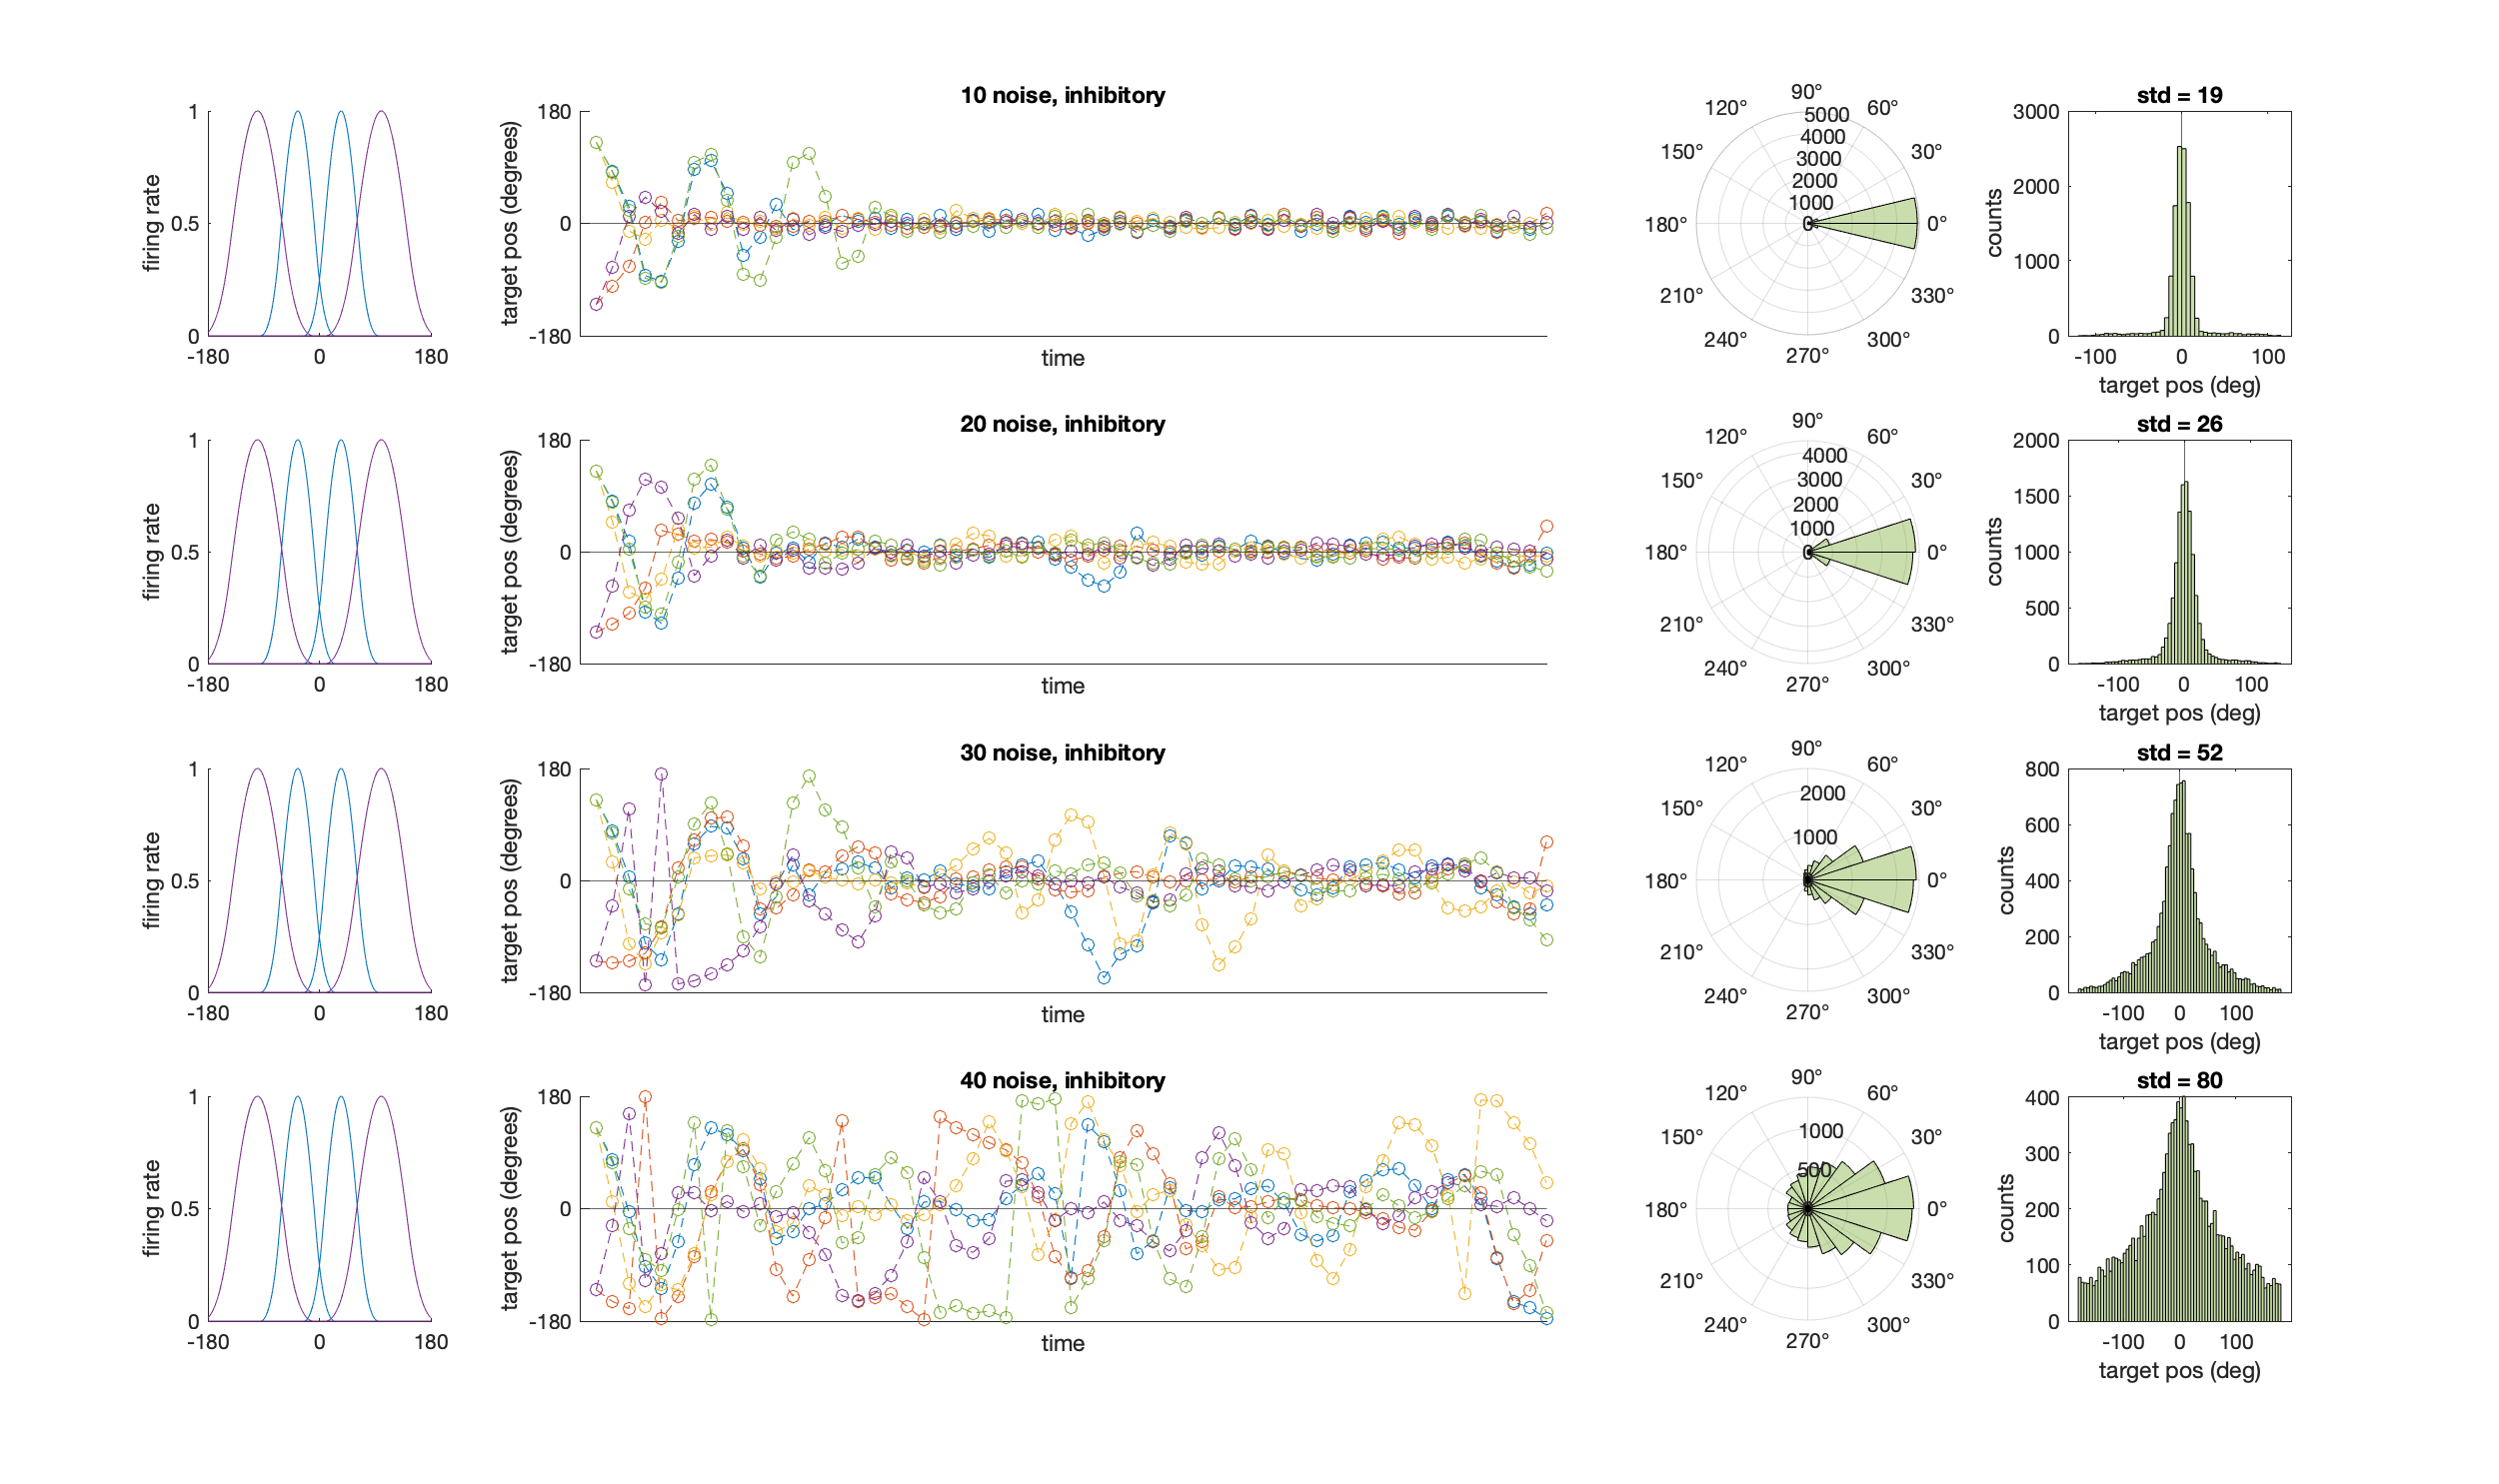 10 noise, inhibitory
std = 19
1
0.5
0
-180 0 180
firing rate
180
0
-180
target pos (degrees)
time
90°
120° 60°
150° 30°
180° 0°
210° 330°
240° 300°
270°
5000
4000
3000
2000
1000
0
3000
2000
1000
0
counts
-100 0 100
target pos (deg)
20 noise, inhibitory
std = 26
1
0.5
0
-180 0 180
firing rate
180
0
-180
target pos (degrees)
time
90°
120° 60°
150° 30°
180° 0°
210° 330°
240° 300°
270°
4000
3000
2000
1000
0
2000
1500
1000
500
0
counts
-100 0 100
target pos (deg)
30 noise, inhibitory
std = 52
1
0.5
0
-180 0 180
firing rate
180
0
-180
target pos (degrees)
time
90°
120° 60°
150° 30°
180° 0°
210° 330°
240° 300°
270°
2000
1000
800
600
400
200
0
counts
-100 0 100
target pos (deg)
40 noise, inhibitory
std = 80
1
0.5
0
-180 0 180
firing rate
180
0
-180
target pos (degrees)
time
90°
120° 60°
150° 30°
180° 0°
210° 330°
240° 300°
270°
1000
500
400
300
200
100
0
counts
-100 0 100
target pos (deg)